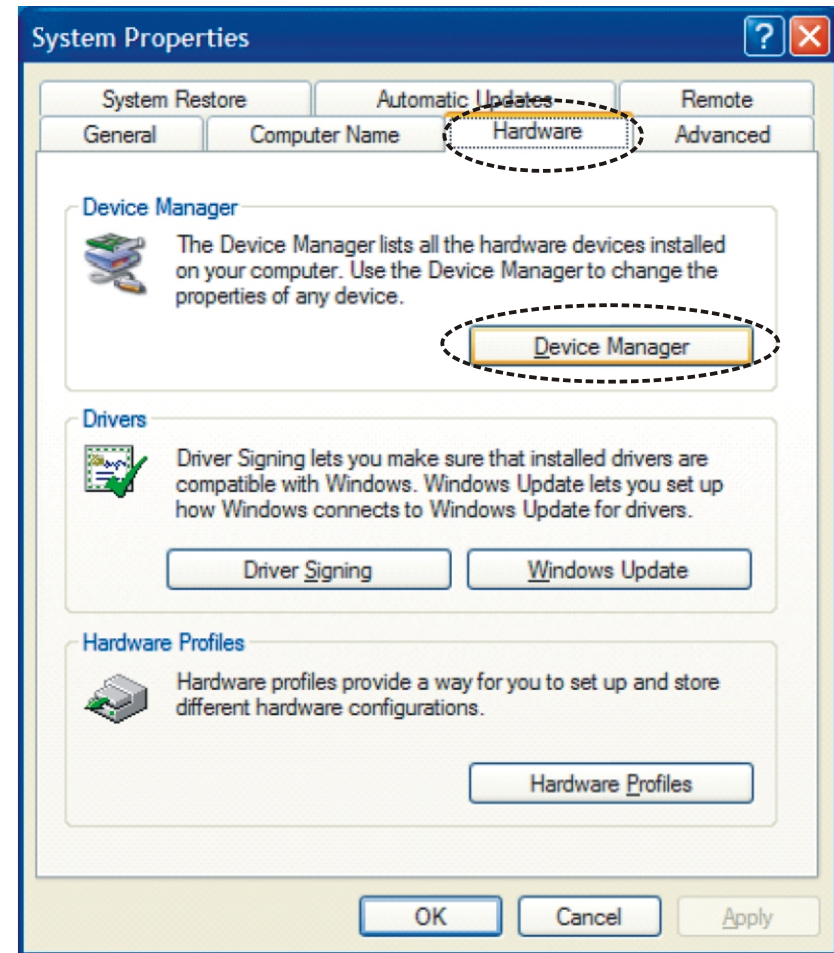 System Properties
System Restore Automatic Updates Remote
General Computer Name Hardware Advanced
Device Manager
The Device Manager lists all the hardware devices installed
on your computer. Use the Device Manager to change the
properties of any device.
Device Manager
Drivers
Driver Signing lets you make sure that installed drivers are
compatible with Windows. Windows Update lets you set up
how Windows connects to Windows Update for drivers.
Driver Signing Windows Update
Hardware Profiles
Hardware profiles provide a way for you to set up and store
different hardware configurations.
Hardware Profiles
OK Cancel Apply